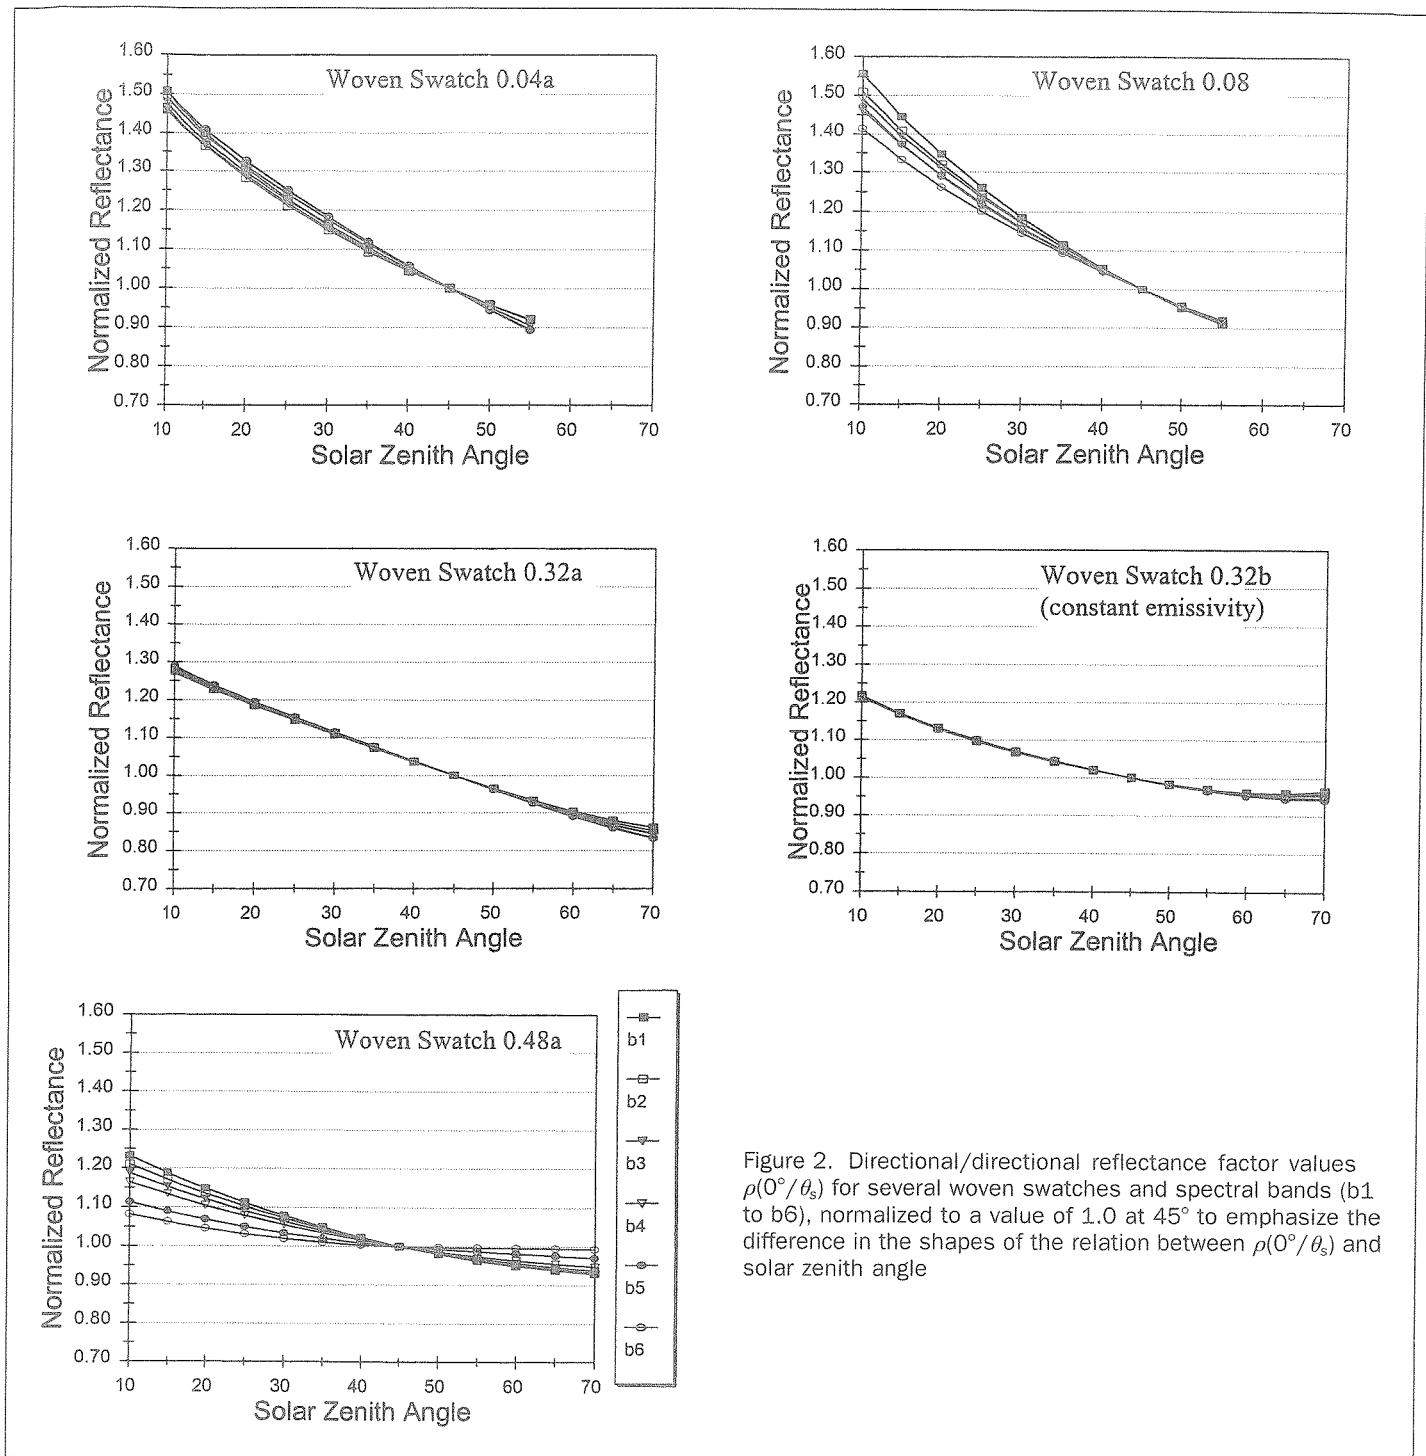 Woven Swatch 0.04a
Normalized Reflectance
1.60
1.50
1.40
1.30
1.20
1.10
1.00
0.90
0.80
0.70
10 20 30 40 50 60 70
Solar Zenith Angle
Woven Swatch 0.08
Normalized Reflectance
1.60
1.50
1.40
1.30
1.20
1.10
1.00
0.90
0.80
0.70
10 20 30 40 50 60 70
Solar Zenith Angle
Woven Swatch 0.32a
Normalized Reflectance
1.60
1.50
1.40
1.30
1.20
1.10
1.00
0.90
0.80
0.70
10 20 30 40 50 60 70
Solar Zenith Angle
Woven Swatch 0.32b
(constant emissivity)
Normalized Reflectance
1.60
1.50
1.40
1.30
1.20
1.10
1.00
0.90
0.80
0.70
10 20 30 40 50 60 70
Solar Zenith Angle
Woven Swatch 0.48a
Normalized Reflectance
1.60
1.50
1.40
1.30
1.20
1.10
1.00
0.90
0.80
0.70
10 20 30 40 50 60 70
Solar Zenith Angle
b1
b2
b3
b4
b5
b6
Figure 2. Directional/directional reflectance factor values
ρ(0°/θs) for several woven swatches and spectral bands (b1
to b6), normalized to a value of 1.0 at 45° to emphasize the
difference in the shapes of the relation between ρ(0°/θs) and
solar zenith angle